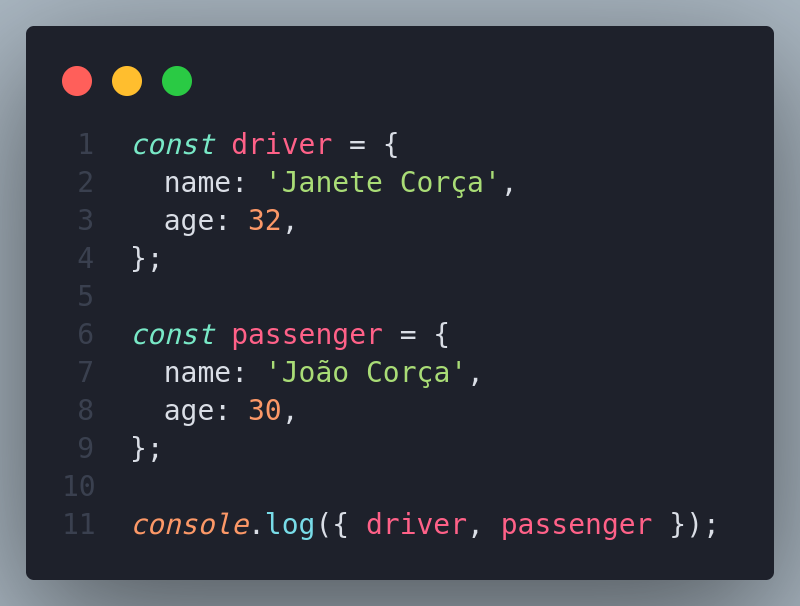 1 const driver = {
2   name: 'Janete Corça',
3   age: 32,
4 };
5
6 const passenger = {
7   name: 'João Corça',
8   age: 30,
9 };
10
11 console.log({ driver, passenger });